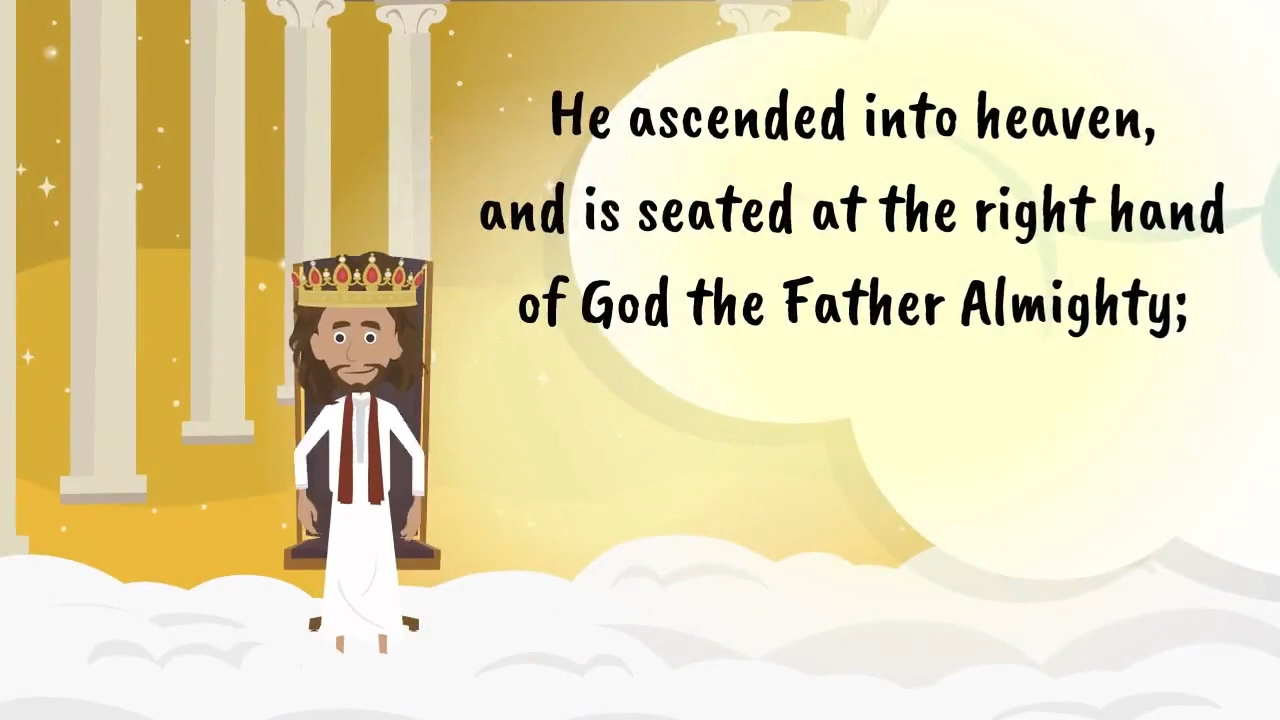 He ascended into heaven,
and is seated at the right hand
of God the Father Almighty;